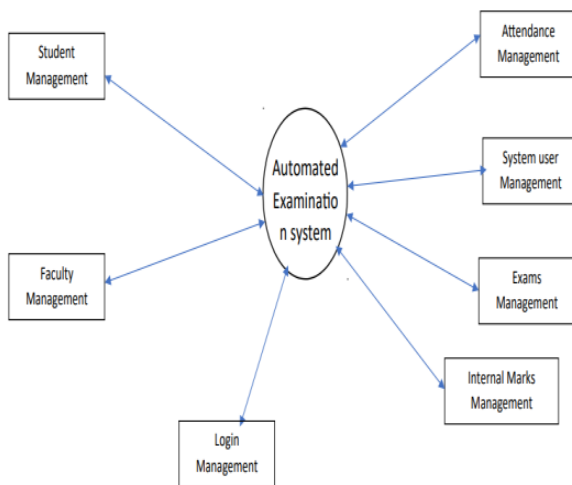 Student
Management
Attendance
Management
Automated
Examinatio
n system
System user
Management
Faculty
Management
Exams
Management
Internal Marks
Management
Login
Management